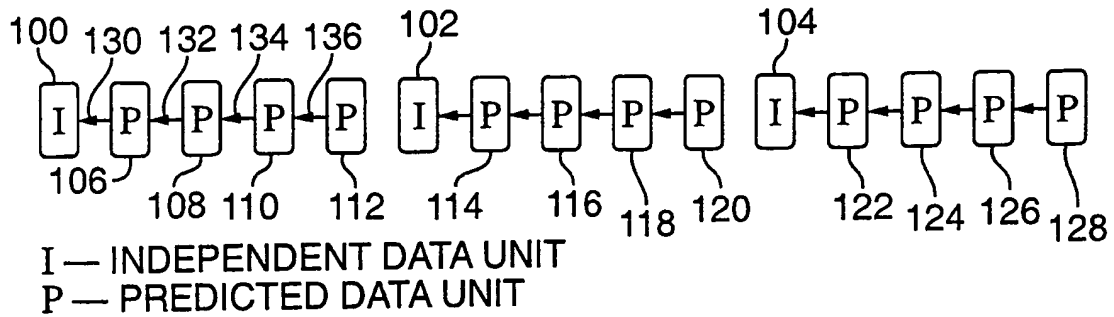 100 130 132 134 136 102 104
I P P P P I P P P P I P P P P
106 108 110 112 114 116 118 120 122 124 126 128
I — INDEPENDENT DATA UNIT
P — PREDICTED DATA UNIT